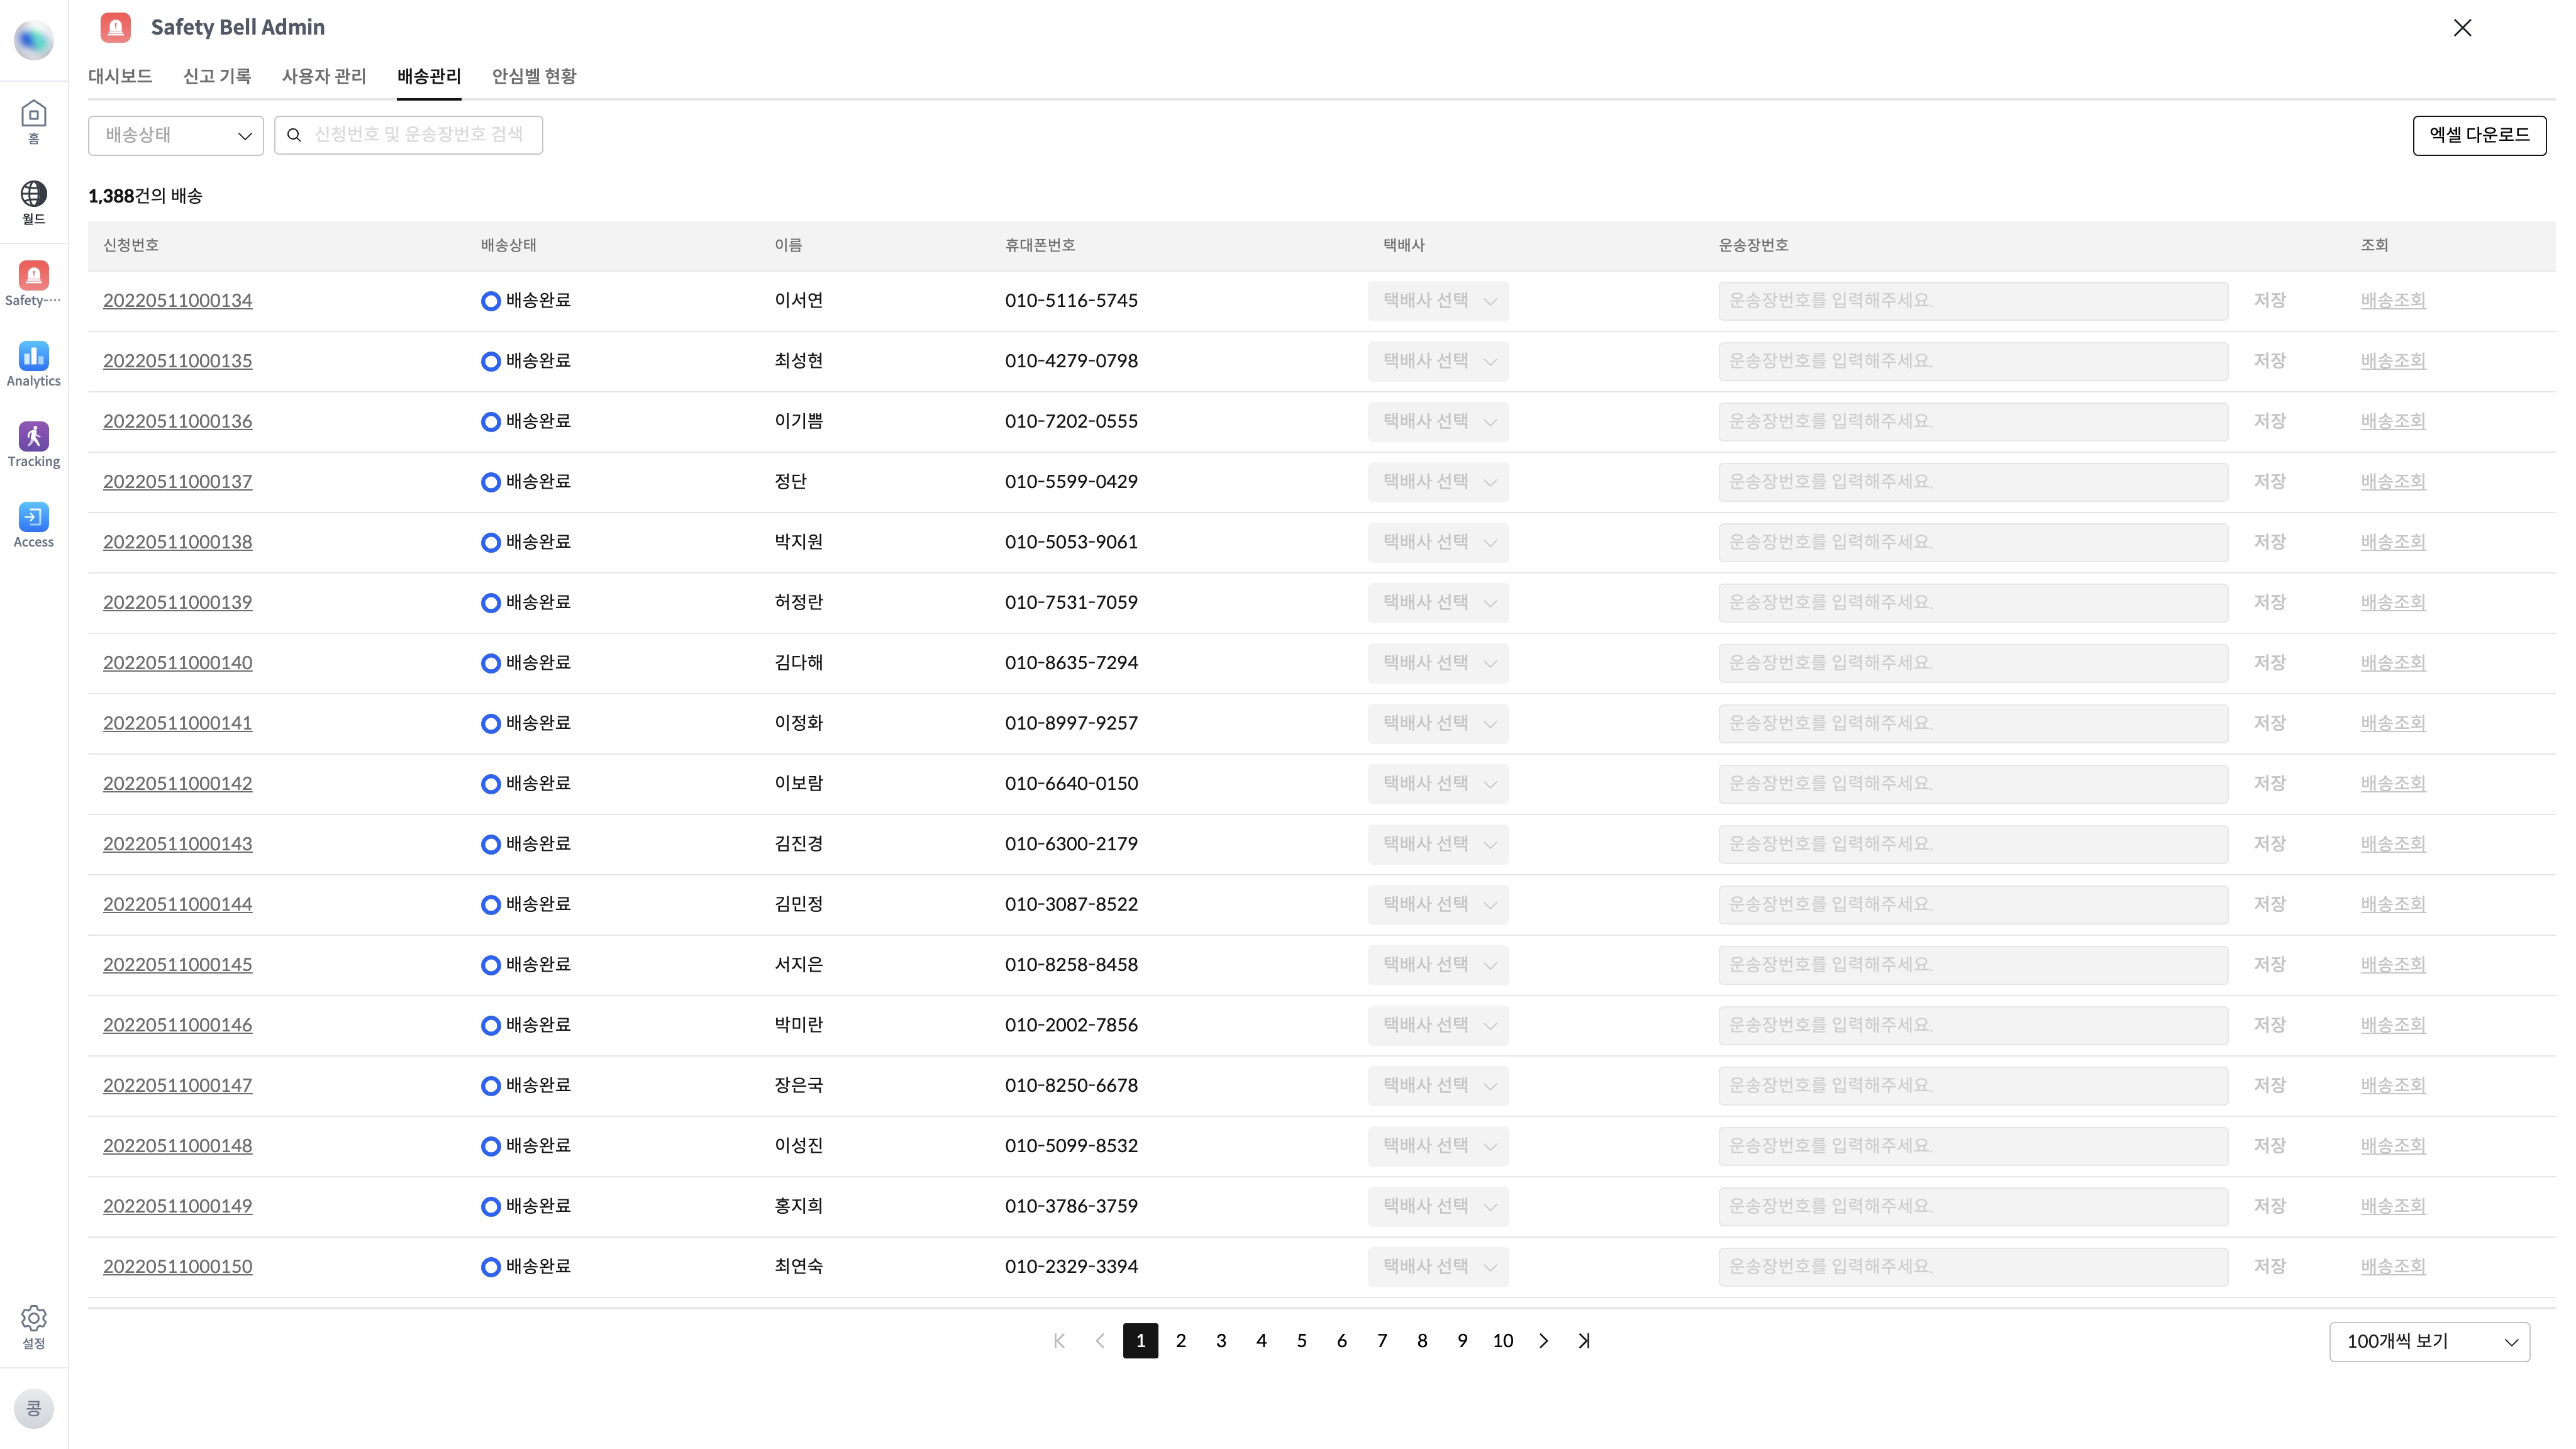 Safety Bell Admin
대시보드 신고 기록 사용자 관리 배송관리 안심벨 현황
홈
월드
Safety-···
Analytics
Tracking
Access
설정
콩
배송상태 신청번호 및 운송장번호 검색 엑셀 다운로드
1,388건의 배송
신청번호 배송상태 이름 휴대폰번호 택배사 운송장번호 조회
20220511000134 배송완료 이서연 010-5116-5745 택배사 선택 운송장번호를 입력해주세요. 저장 배송조회
20220511000135 배송완료 최성현 010-4279-0798 택배사 선택 운송장번호를 입력해주세요. 저장 배송조회
20220511000136 배송완료 이기쁨 010-7202-0555 택배사 선택 운송장번호를 입력해주세요. 저장 배송조회
20220511000137 배송완료 정단 010-5599-0429 택배사 선택 운송장번호를 입력해주세요. 저장 배송조회
20220511000138 배송완료 박지원 010-5053-9061 택배사 선택 운송장번호를 입력해주세요. 저장 배송조회
20220511000139 배송완료 허정란 010-7531-7059 택배사 선택 운송장번호를 입력해주세요. 저장 배송조회
20220511000140 배송완료 김다해 010-8635-7294 택배사 선택 운송장번호를 입력해주세요. 저장 배송조회
20220511000141 배송완료 이정화 010-8997-9257 택배사 선택 운송장번호를 입력해주세요. 저장 배송조회
20220511000142 배송완료 이보람 010-6640-0150 택배사 선택 운송장번호를 입력해주세요. 저장 배송조회
20220511000143 배송완료 김진경 010-6300-2179 택배사 선택 운송장번호를 입력해주세요. 저장 배송조회
20220511000144 배송완료 김민정 010-3087-8522 택배사 선택 운송장번호를 입력해주세요. 저장 배송조회
20220511000145 배송완료 서지은 010-8258-8458 택배사 선택 운송장번호를 입력해주세요. 저장 배송조회
20220511000146 배송완료 박미란 010-2002-7856 택배사 선택 운송장번호를 입력해주세요. 저장 배송조회
20220511000147 배송완료 장은국 010-8250-6678 택배사 선택 운송장번호를 입력해주세요. 저장 배송조회
20220511000148 배송완료 이성진 010-5099-8532 택배사 선택 운송장번호를 입력해주세요. 저장 배송조회
20220511000149 배송완료 홍지희 010-3786-3759 택배사 선택 운송장번호를 입력해주세요. 저장 배송조회
20220511000150 배송완료 최연숙 010-2329-3394 택배사 선택 운송장번호를 입력해주세요. 저장 배송조회
1 2 3 4 5 6 7 8 9 10 100개씩 보기